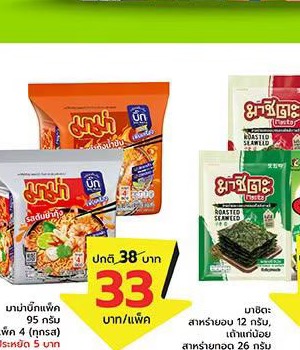 มาม่า
บิ๊ก
มาม่า
บิ๊ก
รสต้มยำกุ้ง
ปกติ 38 บาท
33
บาท/แพ็ค
มาม่าบิ๊กแพ็ค
95 กรัม
แพ็ค 4 (ทุกรส)
ประหยัด 5 บาท
มาชิตะ
Masita
ROASTED
SEAWEED
มาชิตะ
Masita
ROASTED
SEAWEED
มาชิตะ
สาหร่ายอบ 12 กรัม,
เถ้าแก่น้อย
สาหร่ายทอด 26 กรัม